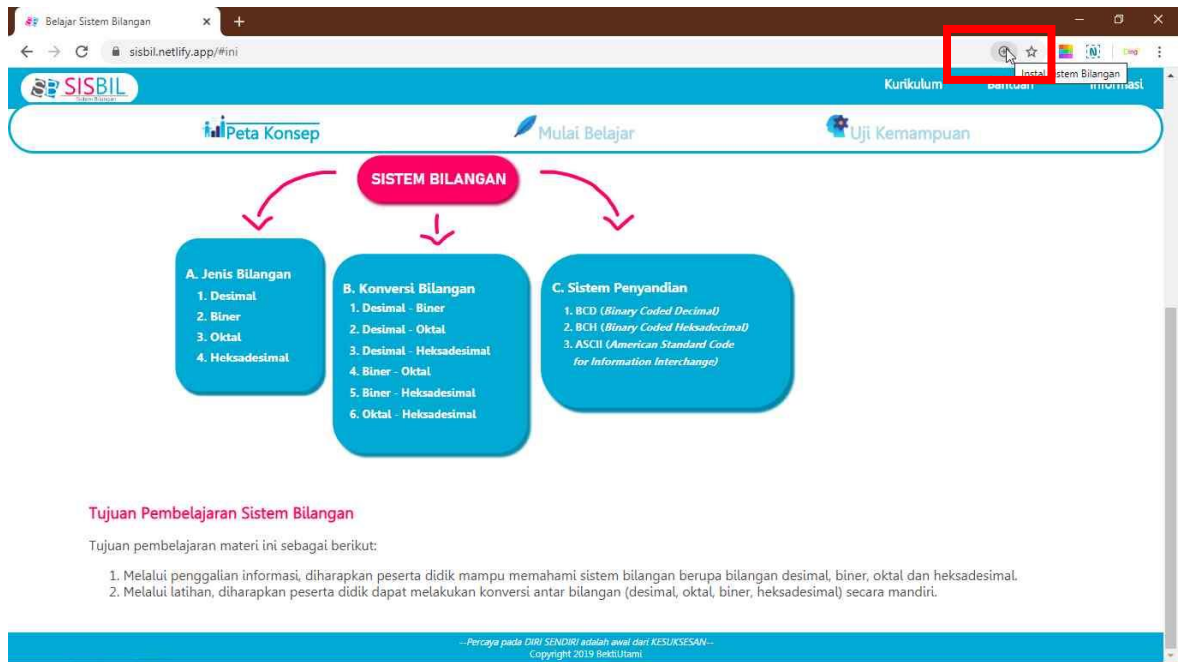 Belajar Sistem Bilangan
sisbil.netlify.app/#ini
SISBIL
Sistem Bilangan
Kurikulum
Bantuan
Informasi
Instal Sistem Bilangan
Peta Konsep
Mulai Belajar
Uji Kemampuan
SISTEM BILANGAN
A. Jenis Bilangan
1. Desimal
2. Biner
3. Oktal
4. Heksadesimal
B. Konversi Bilangan
1. Desimal - Biner
2. Desimal - Oktal
3. Desimal - Heksadesimal
4. Biner - Oktal
5. Biner - Heksadesimal
6. Oktal - Heksadesimal
C. Sistem Penyandian
1. BCD (Binary Coded Decimal)
2. BCH (Binary Coded Heksadecimal)
3. ASCII (American Standard Code
for Information Interchange)
Tujuan Pembelajaran Sistem Bilangan
Tujuan pembelajaran materi ini sebagai berikut:
1. Melalui penggalian informasi, diharapkan peserta didik mampu memahami sistem bilangan berupa bilangan desimal, biner, oktal dan heksadesimal.
2. Melalui latihan, diharapkan peserta didik dapat melakukan konversi antar bilangan (desimal, oktal, biner, heksadesimal) secara mandiri.
--Percaya pada DIRI SENDIRI adalah awal dari KESUKSESAN--
Copyright 2019 BektiUtami